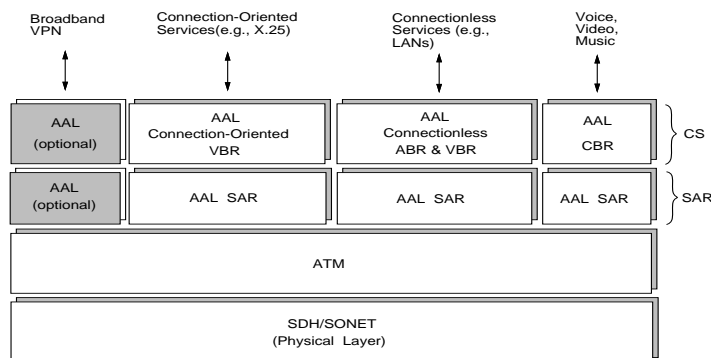 Broadband
VPN
Connection-Oriented
Services(e.g., X.25)
Connectionless
Services (e.g.,
LANs)
Voice,
Video,
Music
AAL
(optional)
AAL
Connection-Oriented
VBR
AAL
Connectionless
ABR & VBR
AAL
CBR
CS
AAL
(optional)
AAL SAR
AAL SAR
AAL SAR
SAR
ATM
SDH/SONET
(Physical Layer)